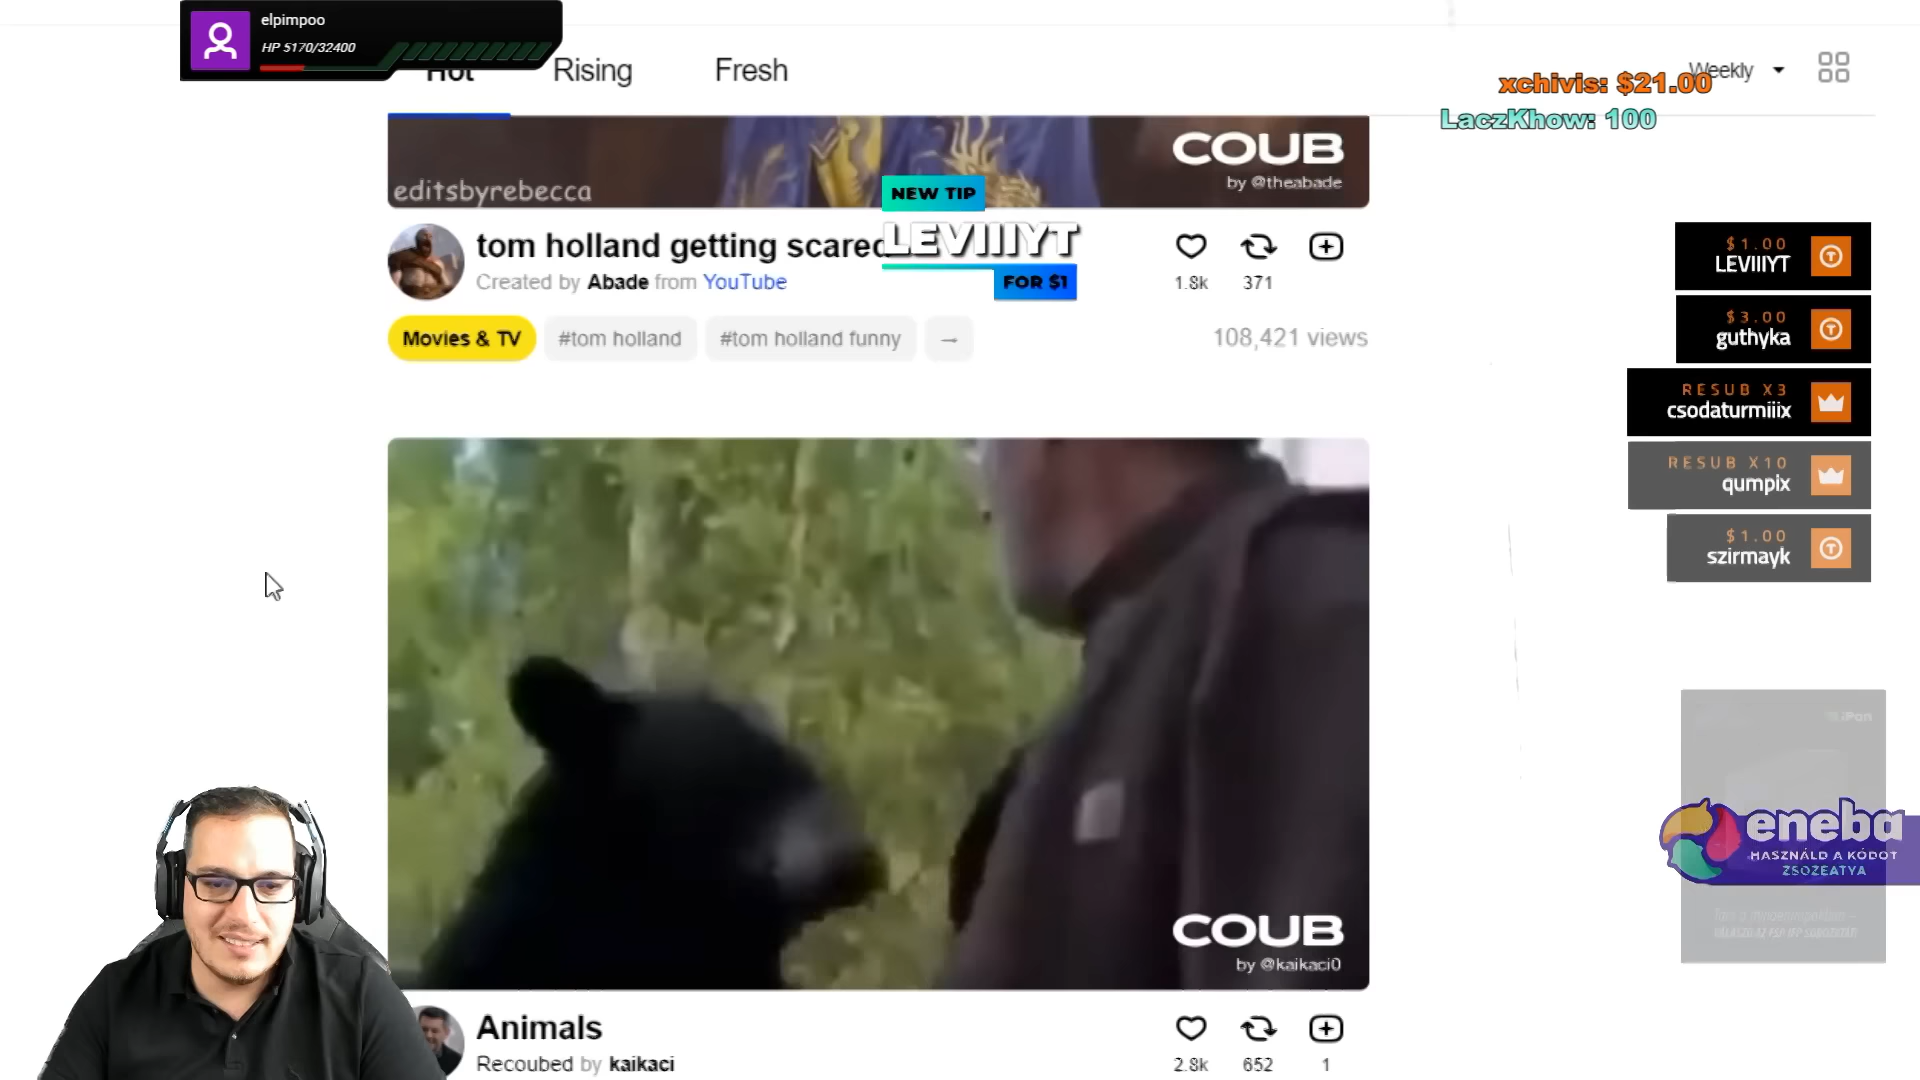 elpimpoo
HP 5170/32400
Hot
Rising
Fresh
Weekly
xchivis: $21.00
LaczKhow: 100
COUB
by @theabade
editsbyrebecca
NEW TIP
LEVIIIYT
FOR $1
tom holland getting scared
Created by Abade from YouTube
1.8k
371
Movies & TV
#tom holland
#tom holland funny
→
108,421 views
$1.00
LEVIIIYT
$3.00
guthyka
RESUB X3
csodaturmiiix
RESUB X10
qumpix
$1.00
szirmayk
iPon
eneba
HASZNÁLD A KÓDOT
ZSOZEATYA
COUB
by @kaikaci0
Animals
Recoubed by kaikaci
2.8k
652
1